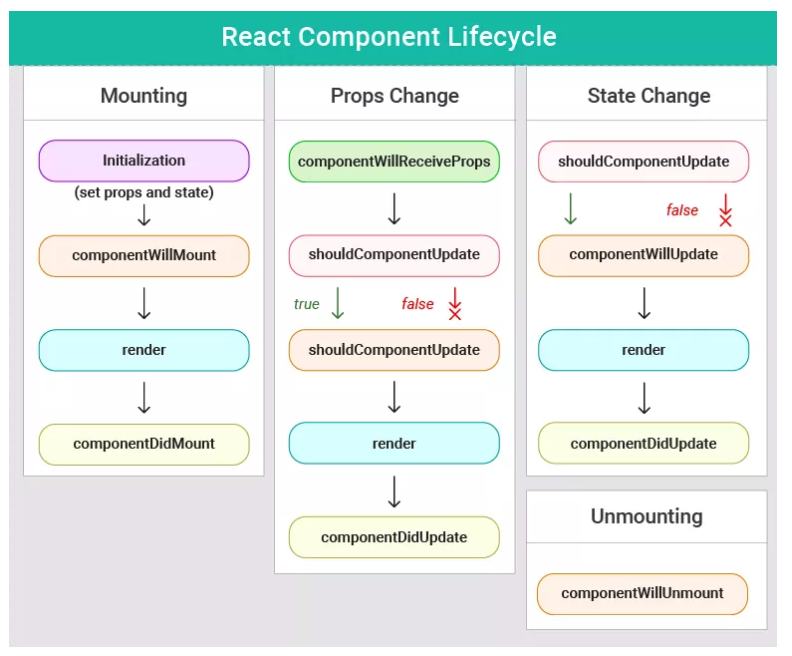 React Component Lifecycle
Mounting
Initialization
(set props and state)
componentWillMount
render
componentDidMount
Props Change
componentWillReceiveProps
shouldComponentUpdate
true false
shouldComponentUpdate
render
componentDidUpdate
State Change
shouldComponentUpdate
false
componentWillUpdate
render
componentDidUpdate
Unmounting
componentWillUnmount